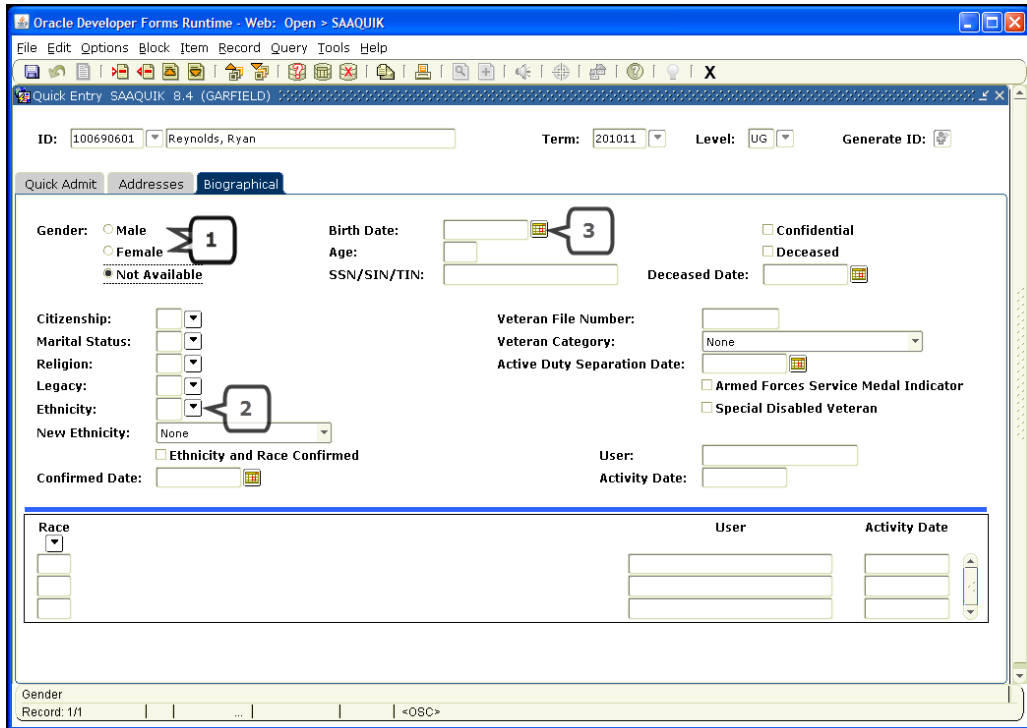 Oracle Developer Forms Runtime - Web: Open > SAAQUIK
File Edit Options Block Item Record Query Tools Help
X
Quick Entry SAAQUIK 8.4 (GARFIELD)
ID: 100690601 Reynolds, Ryan Term: 201011 Level: UG Generate ID:
Quick Admit Addresses Biographical
Gender: Male Birth Date: 3 Confidential
1
Female Age: Deceased
Not Available SSN/SIN/TIN: Deceased Date:
Citizenship: Veteran File Number:
Marital Status: Veteran Category: None
Religion: Active Duty Separation Date:
Legacy: Armed Forces Service Medal Indicator
Ethnicity: 2 Special Disabled Veteran
New Ethnicity: None
Ethnicity and Race Confirmed User:
Confirmed Date: Activity Date:
Race User Activity Date
Gender
Record: 1/1 ... <OSC>